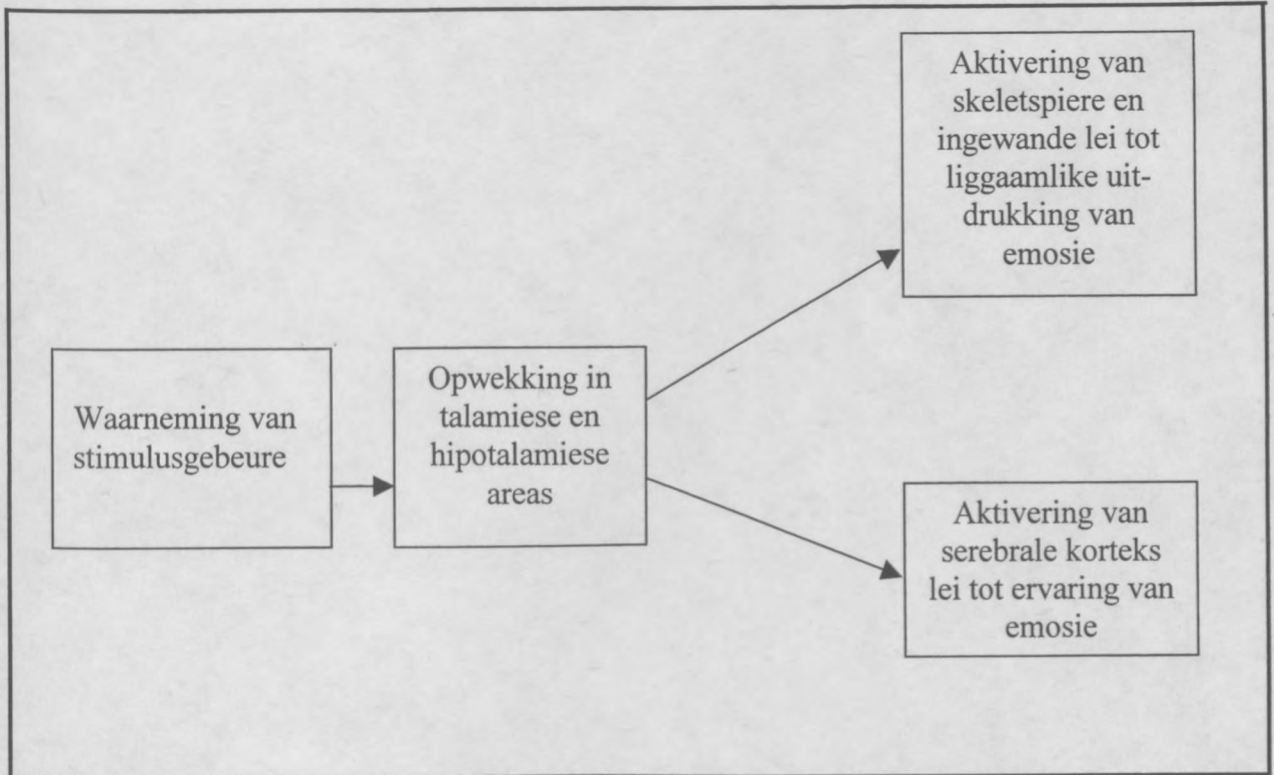 Waarneming van
stimulusgebeure
Opwekking in
talamiese en
hipotalamiese
areas
Aktivering van
skeletspiere en
ingewande lei tot
liggaamlike uit-
drukking van
emosie
Aktivering van
serebrale korteks
lei tot ervaring van
emosie